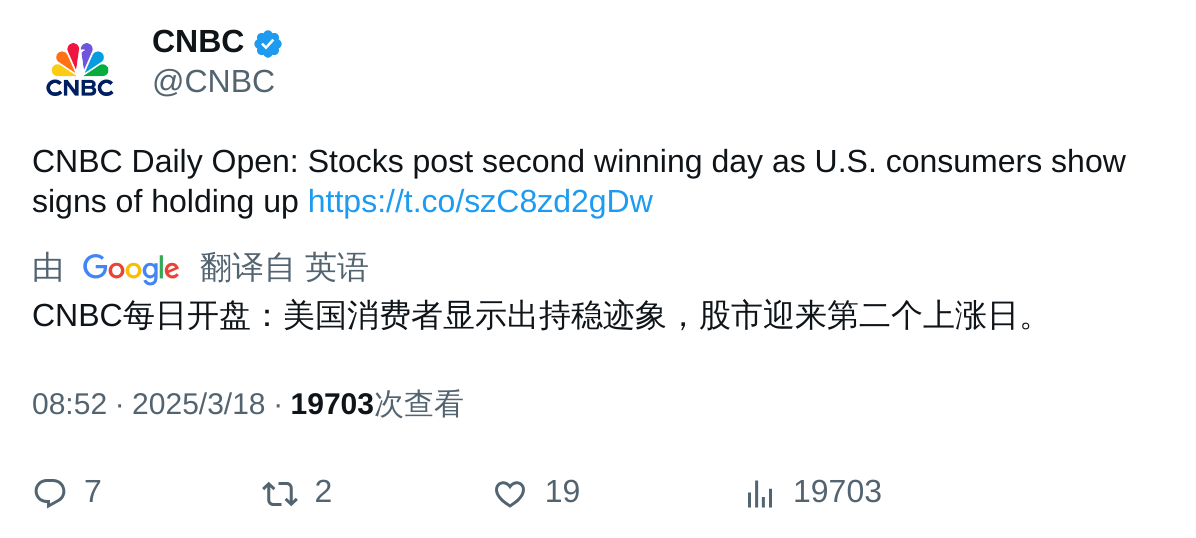 CNBC
CNBC
@CNBC
CNBC Daily Open: Stocks post second winning day as U.S. consumers show
signs of holding up https://t.co/szC8zd2gDw
由 Google 翻译自 英语
CNBC每日开盘：美国消费者显示出持稳迹象，股市迎来第二个上涨日。
08:52 · 2025/3/18 · 19703次查看
7 2 19 19703